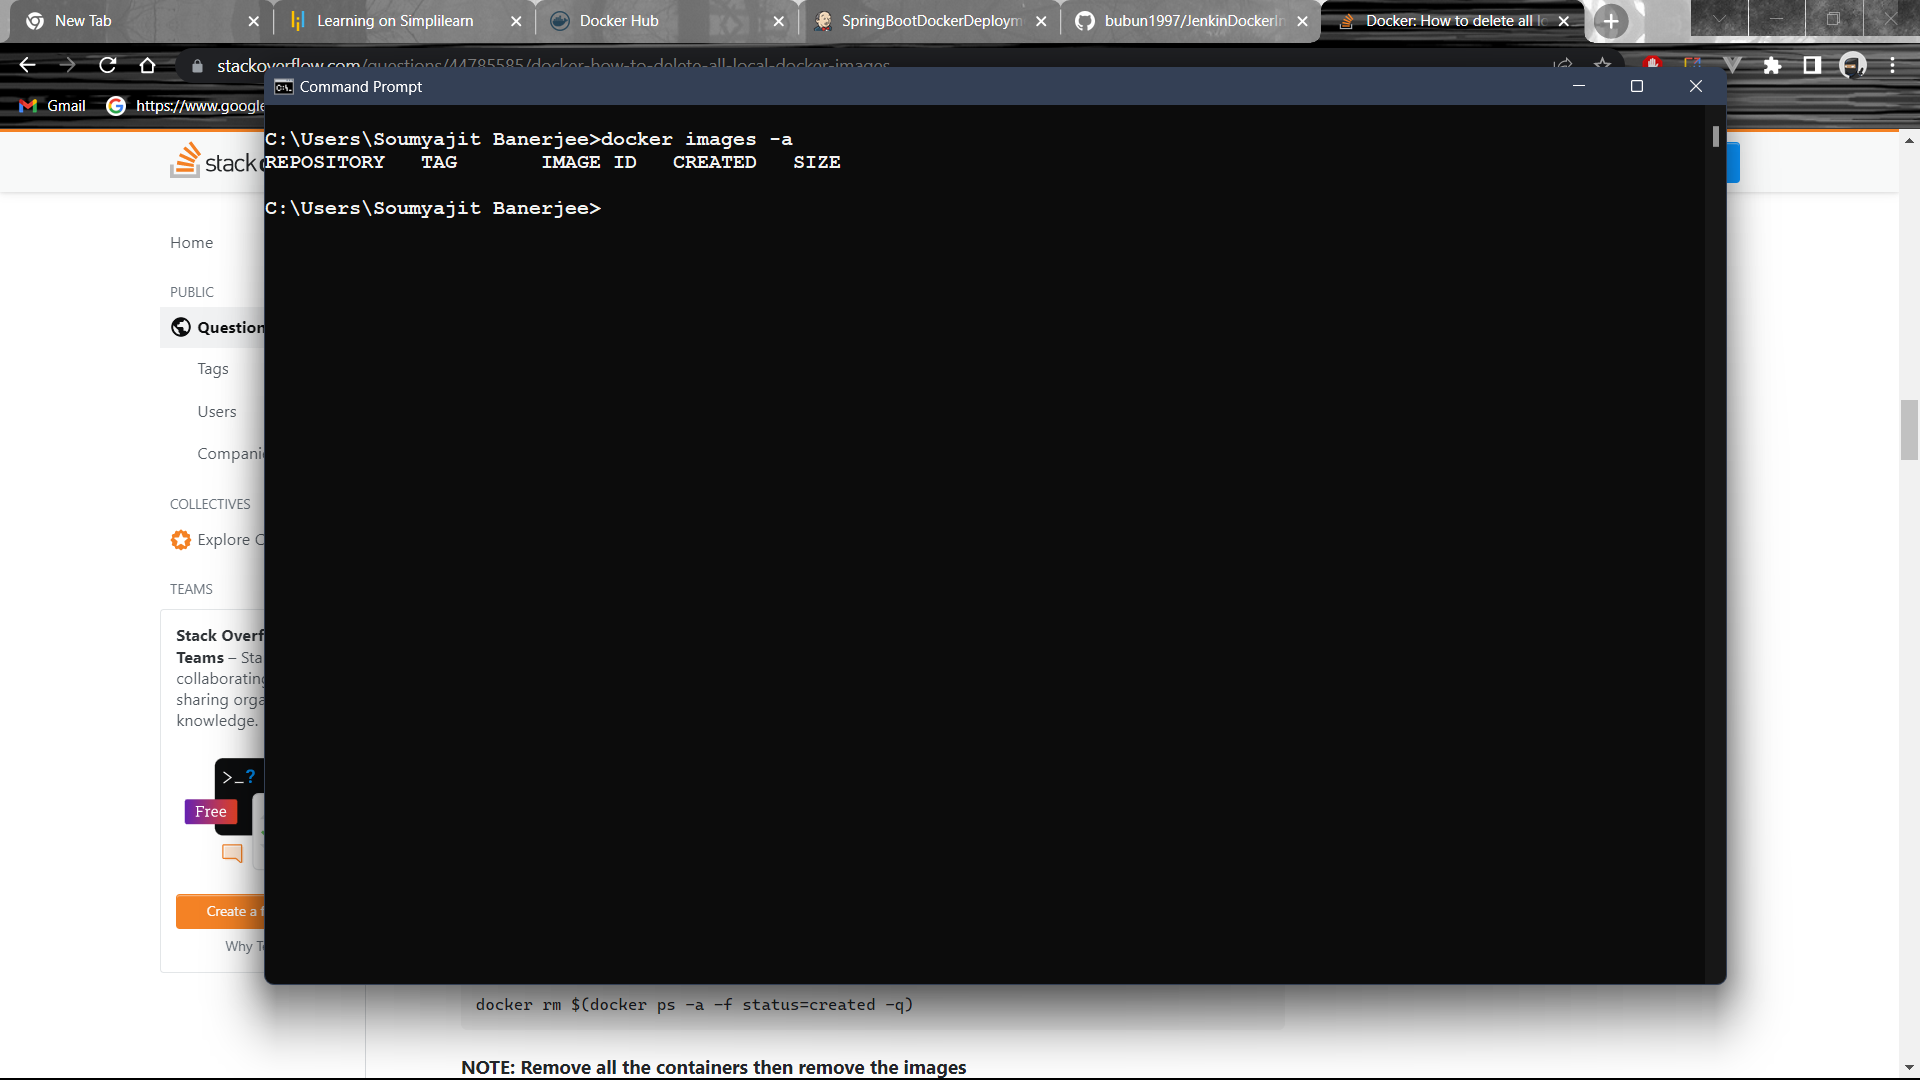 New Tab
Learning on Simplilearn
Docker Hub
SpringBootDockerDeploym
bubun1997/JenkinDockerIn
Docker: How to delete all lo
stackoverflow.com/questions/44785585/docker-how-to-delete-all-local-docker-images
Gmail
https://www.google
Command Prompt
C:\Users\Soumyajit Banerjee>docker images -a
REPOSITORY TAG IMAGE ID CREATED SIZE
C:\Users\Soumyajit Banerjee>
stack
Home
PUBLIC
Question
Tags
Users
Compani
COLLECTIVES
Explore C
TEAMS
Stack Overf
Teams – Sta
collaborating
sharing orga
knowledge.
>_?
Free
Create a f
Why Te
docker rm $(docker ps -a -f status=created -q)
NOTE: Remove all the containers then remove the images